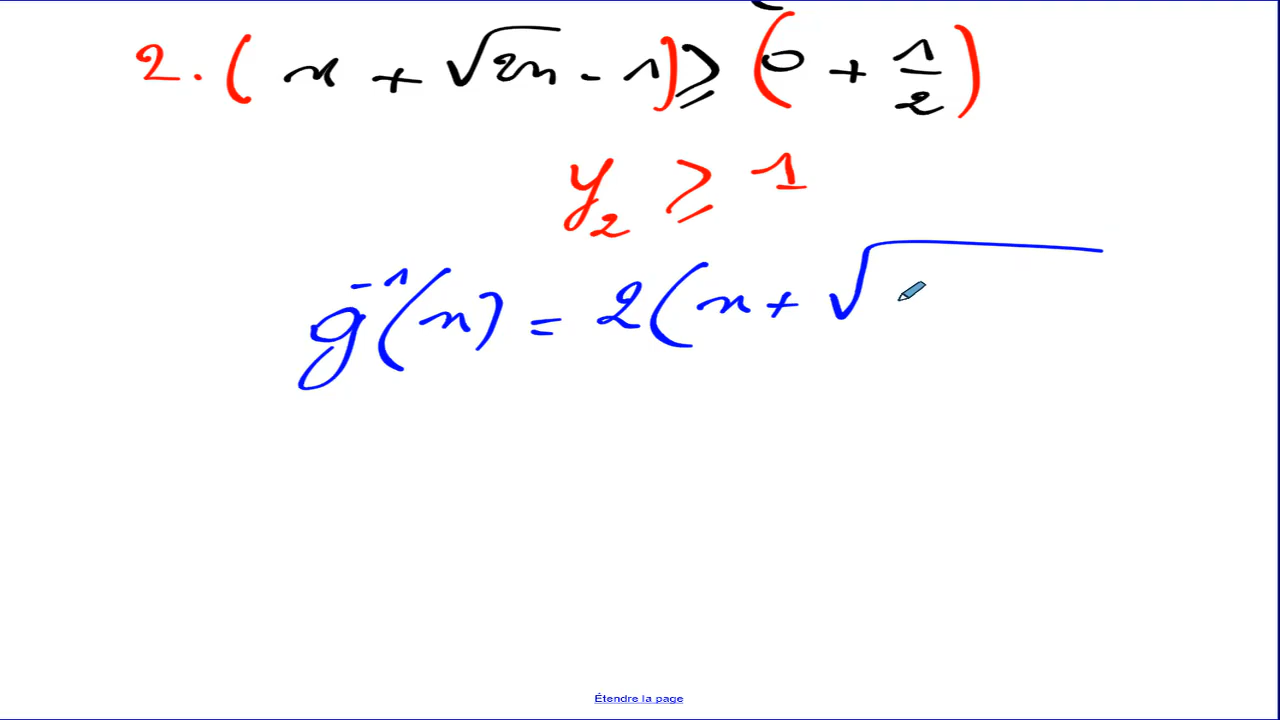 2. ( x + √2x - 1) ≥ (0 + 1/2)
y₂ ≥ 1
g⁻¹(x) = 2(x + √
Étendre la page